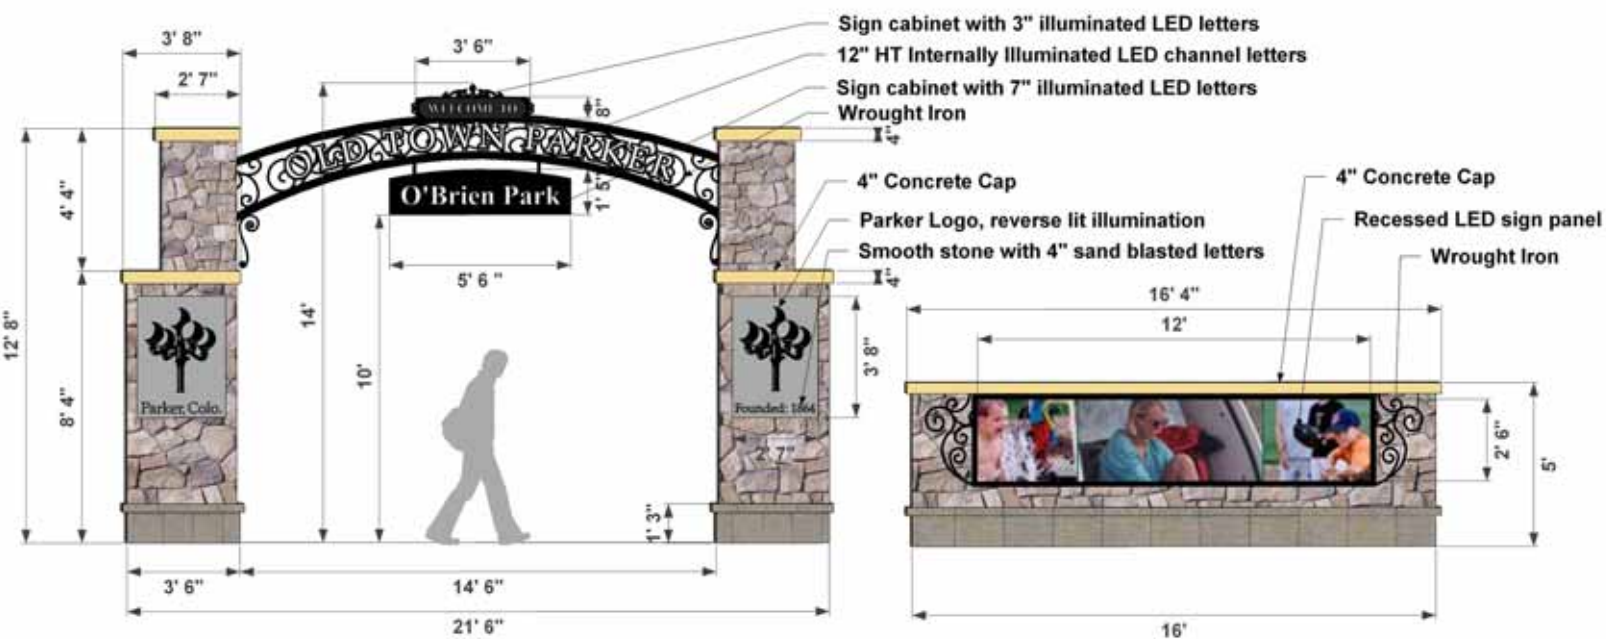 Sign cabinet with 3" illuminated LED letters
12" HT Internally Illuminated LED channel letters
Sign cabinet with 7" illuminated LED letters
Wrought Iron
3' 8"
2' 7"
3' 6"
14'
WELCOME TO
8"
OLD TOWN PARKER
4"
O'Brien Park
1' 5"
5' 6 "
12' 8"
4' 4"
8' 4"
10'
4" Concrete Cap
Parker Logo, reverse lit illumination
Smooth stone with 4" sand blasted letters
4"
Parker, Colo.
Founded: 1864
3' 8"
2' 7"
1' 3"
3' 6"
14' 6"
21' 6"
4" Concrete Cap
Recessed LED sign panel
Wrought Iron
16' 4"
12'
2' 6"
5'
16'